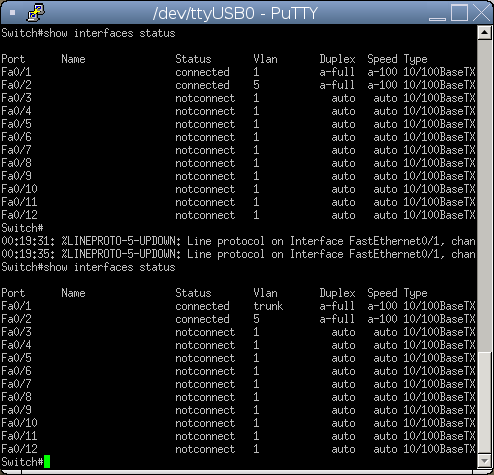 /dev/ttyUSB0 - PuTTY
Switch#show interfaces status
Port Name Status Vlan Duplex Speed Type
Fa0/1 connected 1 a-full a-100 10/100BaseTX
Fa0/2 connected 5 a-full a-100 10/100BaseTX
Fa0/3 notconnect 1 auto auto 10/100BaseTX
Fa0/4 notconnect 1 auto auto 10/100BaseTX
Fa0/5 notconnect 1 auto auto 10/100BaseTX
Fa0/6 notconnect 1 auto auto 10/100BaseTX
Fa0/7 notconnect 1 auto auto 10/100BaseTX
Fa0/8 notconnect 1 auto auto 10/100BaseTX
Fa0/9 notconnect 1 auto auto 10/100BaseTX
Fa0/10 notconnect 1 auto auto 10/100BaseTX
Fa0/11 notconnect 1 auto auto 10/100BaseTX
Fa0/12 notconnect 1 auto auto 10/100BaseTX
Switch#
00:19:31: %LINEPROTO-5-UPDOWN: Line protocol on Interface FastEthernet0/1, chan
00:19:35: %LINEPROTO-5-UPDOWN: Line protocol on Interface FastEthernet0/1, chan
Switch#show interfaces status
Port Name Status Vlan Duplex Speed Type
Fa0/1 connected trunk a-full a-100 10/100BaseTX
Fa0/2 connected 5 a-full a-100 10/100BaseTX
Fa0/3 notconnect 1 auto auto 10/100BaseTX
Fa0/4 notconnect 1 auto auto 10/100BaseTX
Fa0/5 notconnect 1 auto auto 10/100BaseTX
Fa0/6 notconnect 1 auto auto 10/100BaseTX
Fa0/7 notconnect 1 auto auto 10/100BaseTX
Fa0/8 notconnect 1 auto auto 10/100BaseTX
Fa0/9 notconnect 1 auto auto 10/100BaseTX
Fa0/10 notconnect 1 auto auto 10/100BaseTX
Fa0/11 notconnect 1 auto auto 10/100BaseTX
Fa0/12 notconnect 1 auto auto 10/100BaseTX
Switch#